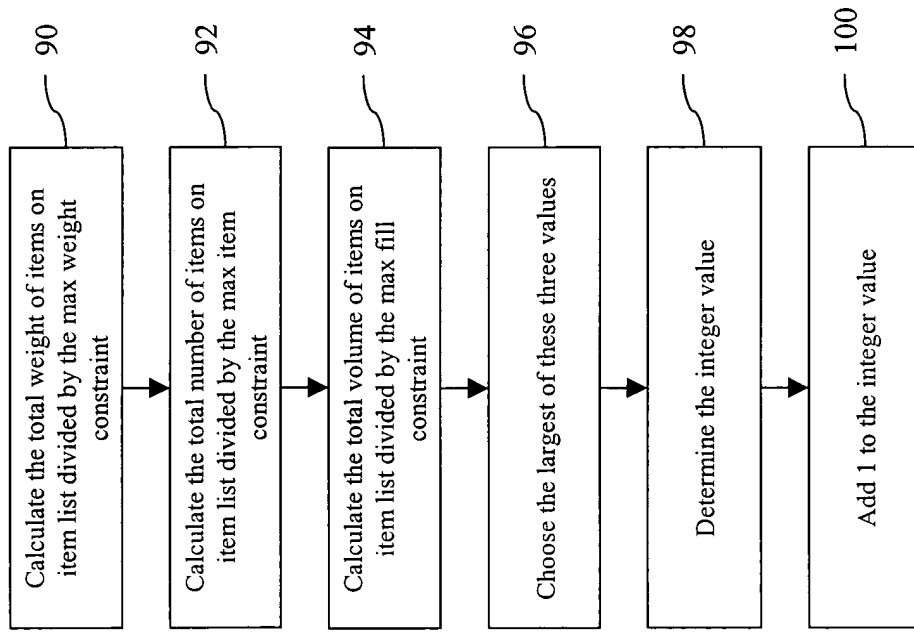 Calculate the total weight of items on
item list divided by the max weight
constraint
90
Calculate the total number of items on
item list divided by the max item
constraint
92
Calculate the total volume of items on
item list divided by the max fill
constraint
94
Choose the largest of these three values
96
Determine the integer value
98
Add 1 to the integer value
100